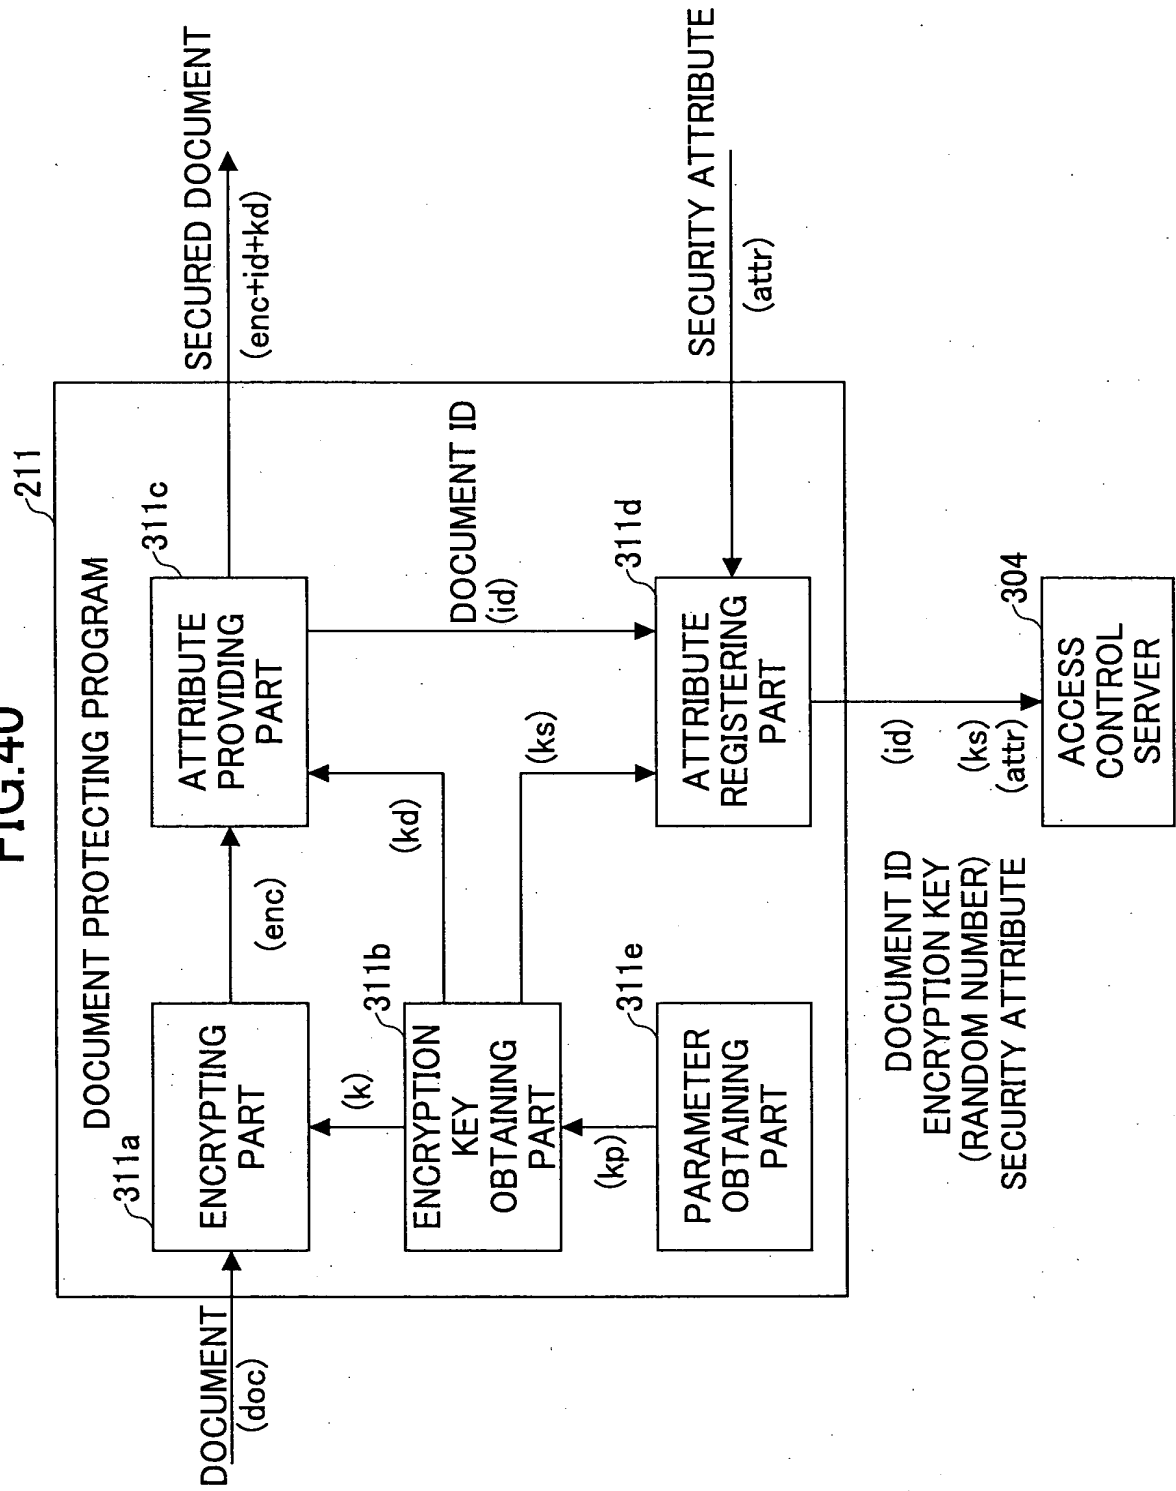 FIG.40
211
DOCUMENT PROTECTING PROGRAM
DOCUMENT
(doc)
311a
ENCRYPTING
PART
(enc)
311c
ATTRIBUTE
PROVIDING
PART
SECURED DOCUMENT
(enc+id+kd)
(k)
311b
ENCRYPTION
KEY
OBTAINING
PART
(kd)
(ks)
DOCUMENT ID
(id)
(kp)
311e
PARAMETER
OBTAINING
PART
311d
ATTRIBUTE
REGISTERING
PART
SECURITY ATTRIBUTE
(attr)
DOCUMENT ID
ENCRYPTION KEY
(RANDOM NUMBER)
SECURITY ATTRIBUTE
(id)
(ks)
(attr)
304
ACCESS
CONTROL
SERVER